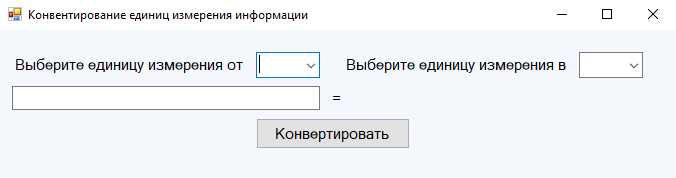 Конвентирование единиц измерения информации
Выберите единицу измерения от Выберите единицу измерения в
=
Конвертировать